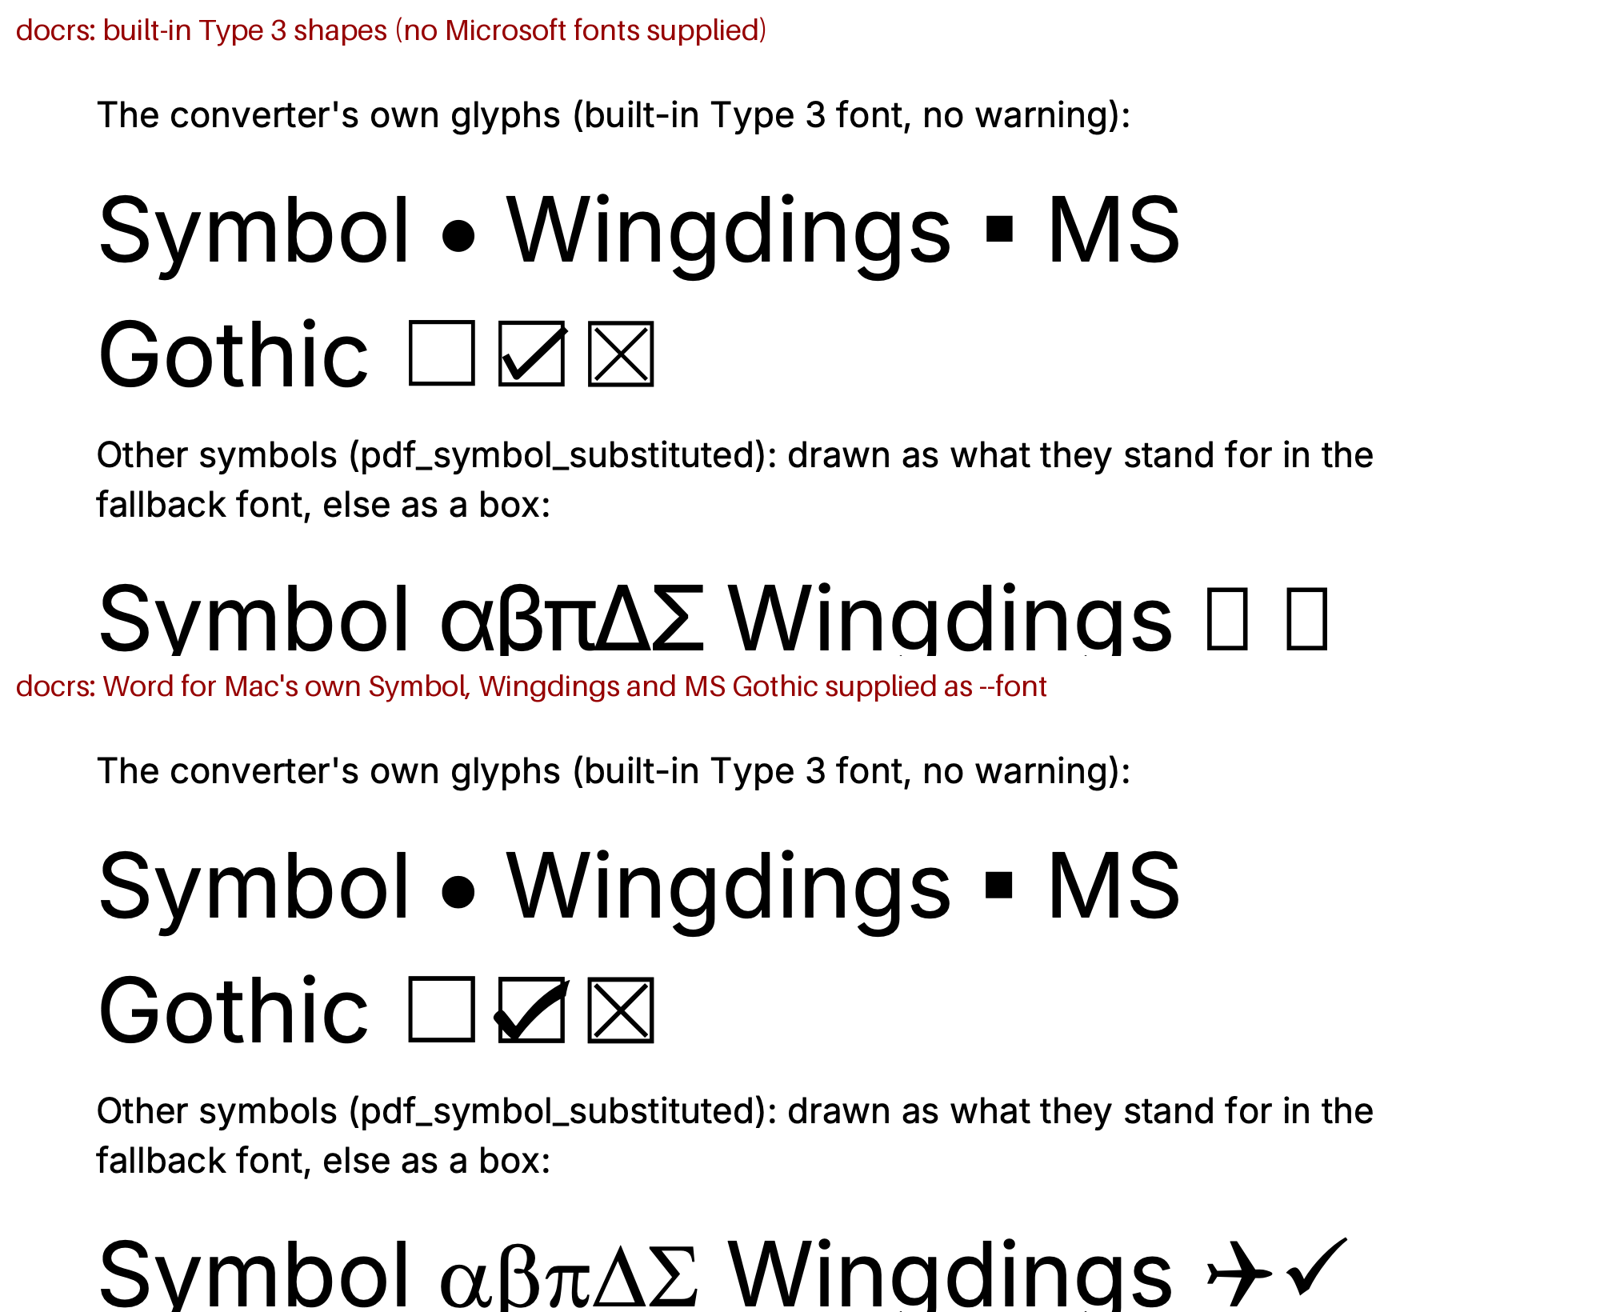 docrs: built-in Type 3 shapes (no Microsoft fonts supplied)
The converter's own glyphs (built-in Type 3 font, no warning):
Symbol ● Wingdings ▪ MS
Gothic ☐ ☑ ☒
Other symbols (pdf_symbol_substituted): drawn as what they stand for in the
fallback font, else as a box:
Symbol αβπΔΣ Wingdings ▯ ▯
docrs: Word for Mac's own Symbol, Wingdings and MS Gothic supplied as --font
The converter's own glyphs (built-in Type 3 font, no warning):
Symbol ● Wingdings ▪ MS
Gothic ☐ ☑ ☒
Other symbols (pdf_symbol_substituted): drawn as what they stand for in the
fallback font, else as a box:
Symbol αβπΔΣ Wingdings ✈✓